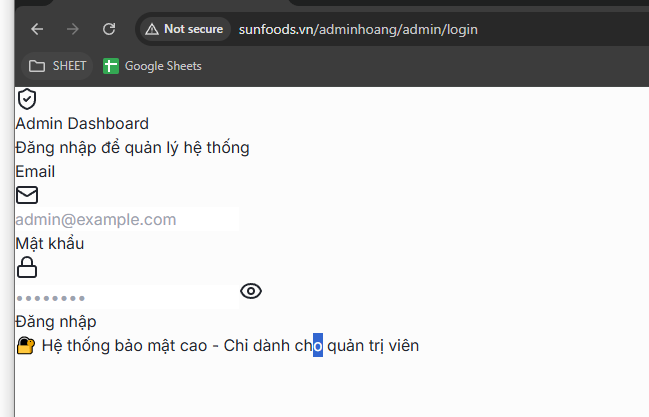 Not secure sunfoods.vn/adminhoang/admin/login
SHEET Google Sheets
Admin Dashboard
Đăng nhập để quản lý hệ thống
Email
admin@example.com
Mật khẩu
••••••••
Đăng nhập
🔐 Hệ thống bảo mật cao - Chỉ dành cho quản trị viên